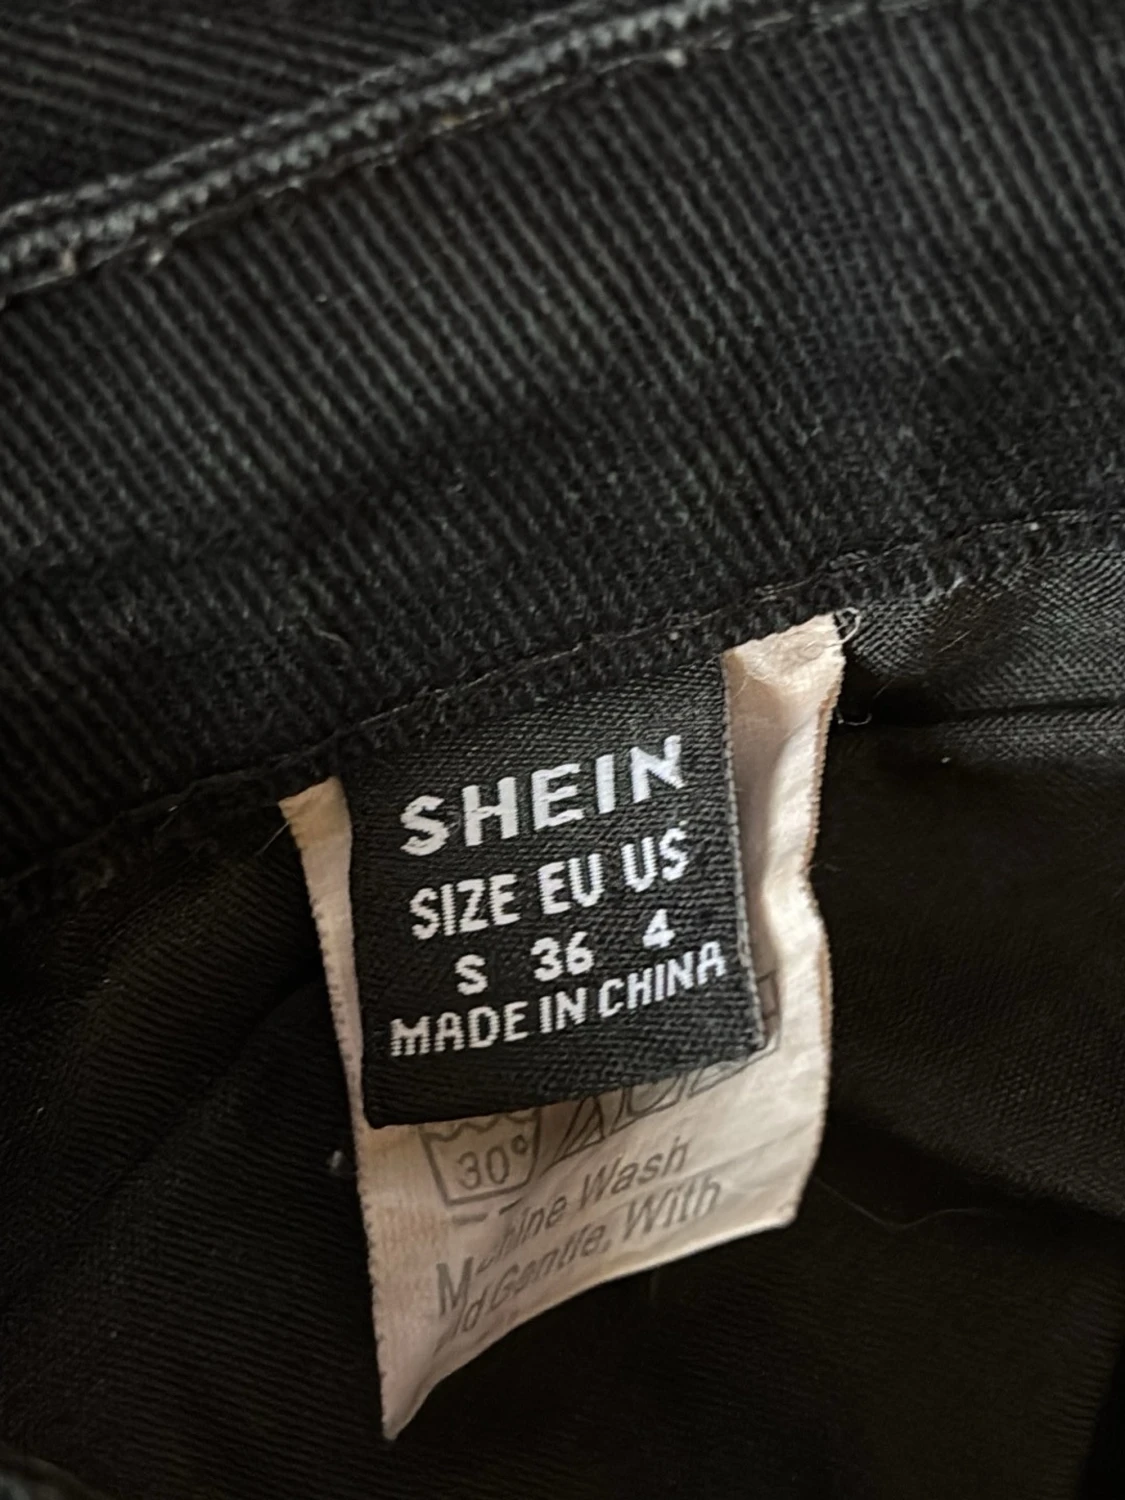 SHEIN
SIZE EU US
S 36 4
MADE IN CHINA
30°
Machine Wash
Gentle, With